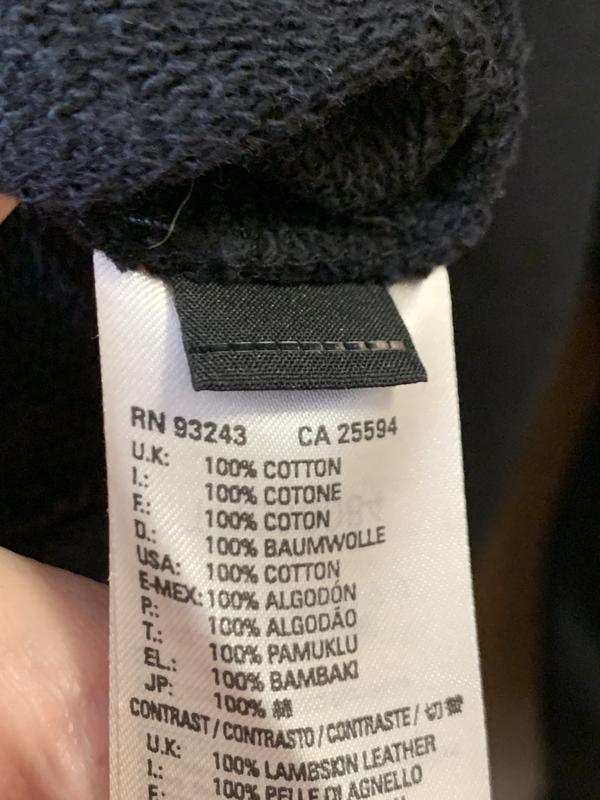 RN 93243 CA 25594
U.K: 100% COTTON
I.: 100% COTONE
F.: 100% COTON
D.: 100% BAUMWOLLE
USA: 100% COTTON
E-MEX: 100% ALGODÓN
P.: 100% ALGODÃO
T.: 100% PAMUKLU
EL.: 100% BAMBAKI
JP: 100% 綿
CONTRAST / CONTRASTO / CONTRASTE / 切替
U.K: 100% LAMBSKIN LEATHER
I.: 100% PELLE DI AGNELLO